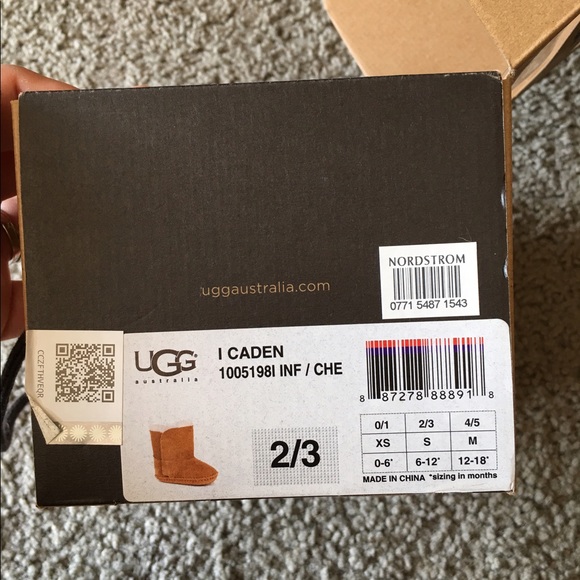 NORDSTROM
0771 5487 1543
uggaustralia.com
CCZFTHVEQR
UGG
australia
I CADEN
1005198I INF / CHE
8 87278 88891 8
2/3
0/1 2/3 4/5
XS S M
0-6* 6-12* 12-18*
MADE IN CHINA *sizing in months